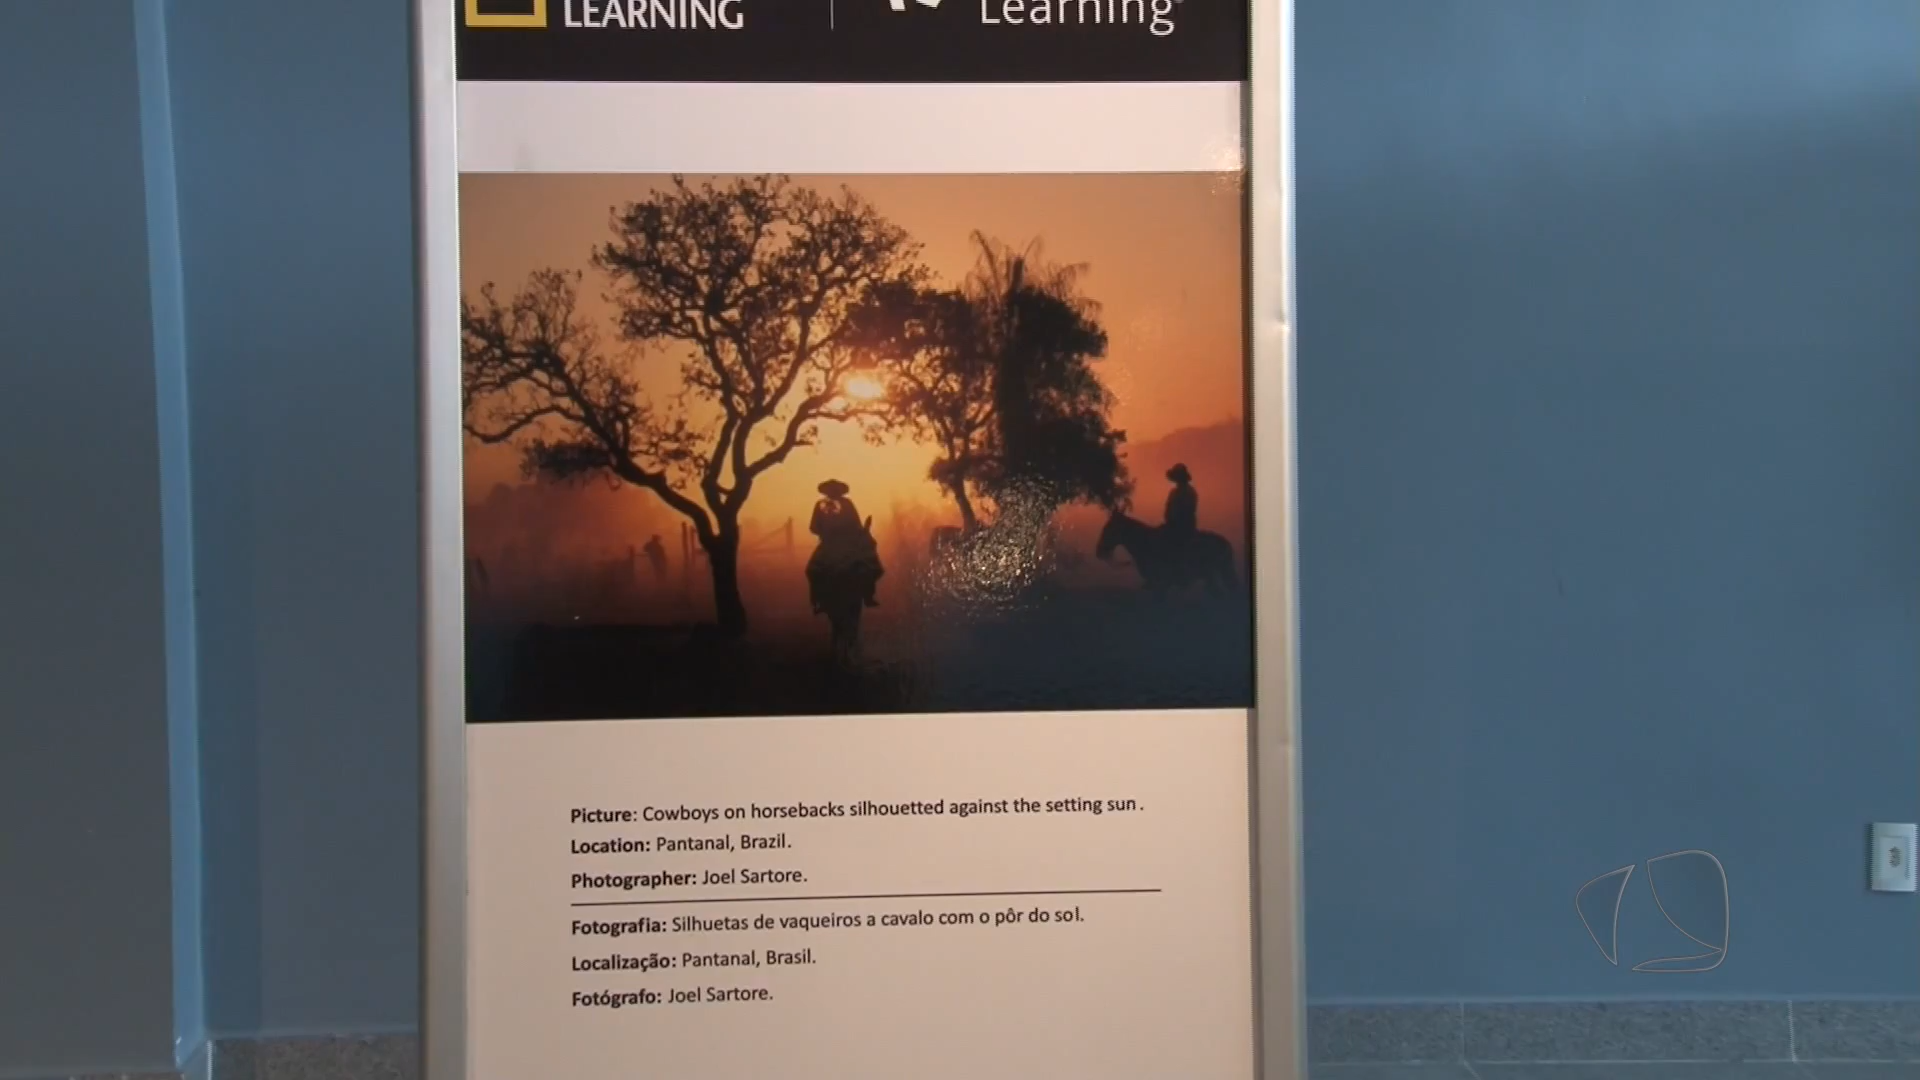 LEARNING
Learning
Picture: Cowboys on horsebacks silhouetted against the setting sun.
Location: Pantanal, Brazil.
Photographer: Joel Sartore.
Fotografia: Silhuetas de vaqueiros a cavalo com o pôr do sol.
Localização: Pantanal, Brasil.
Fotógrafo: Joel Sartore.